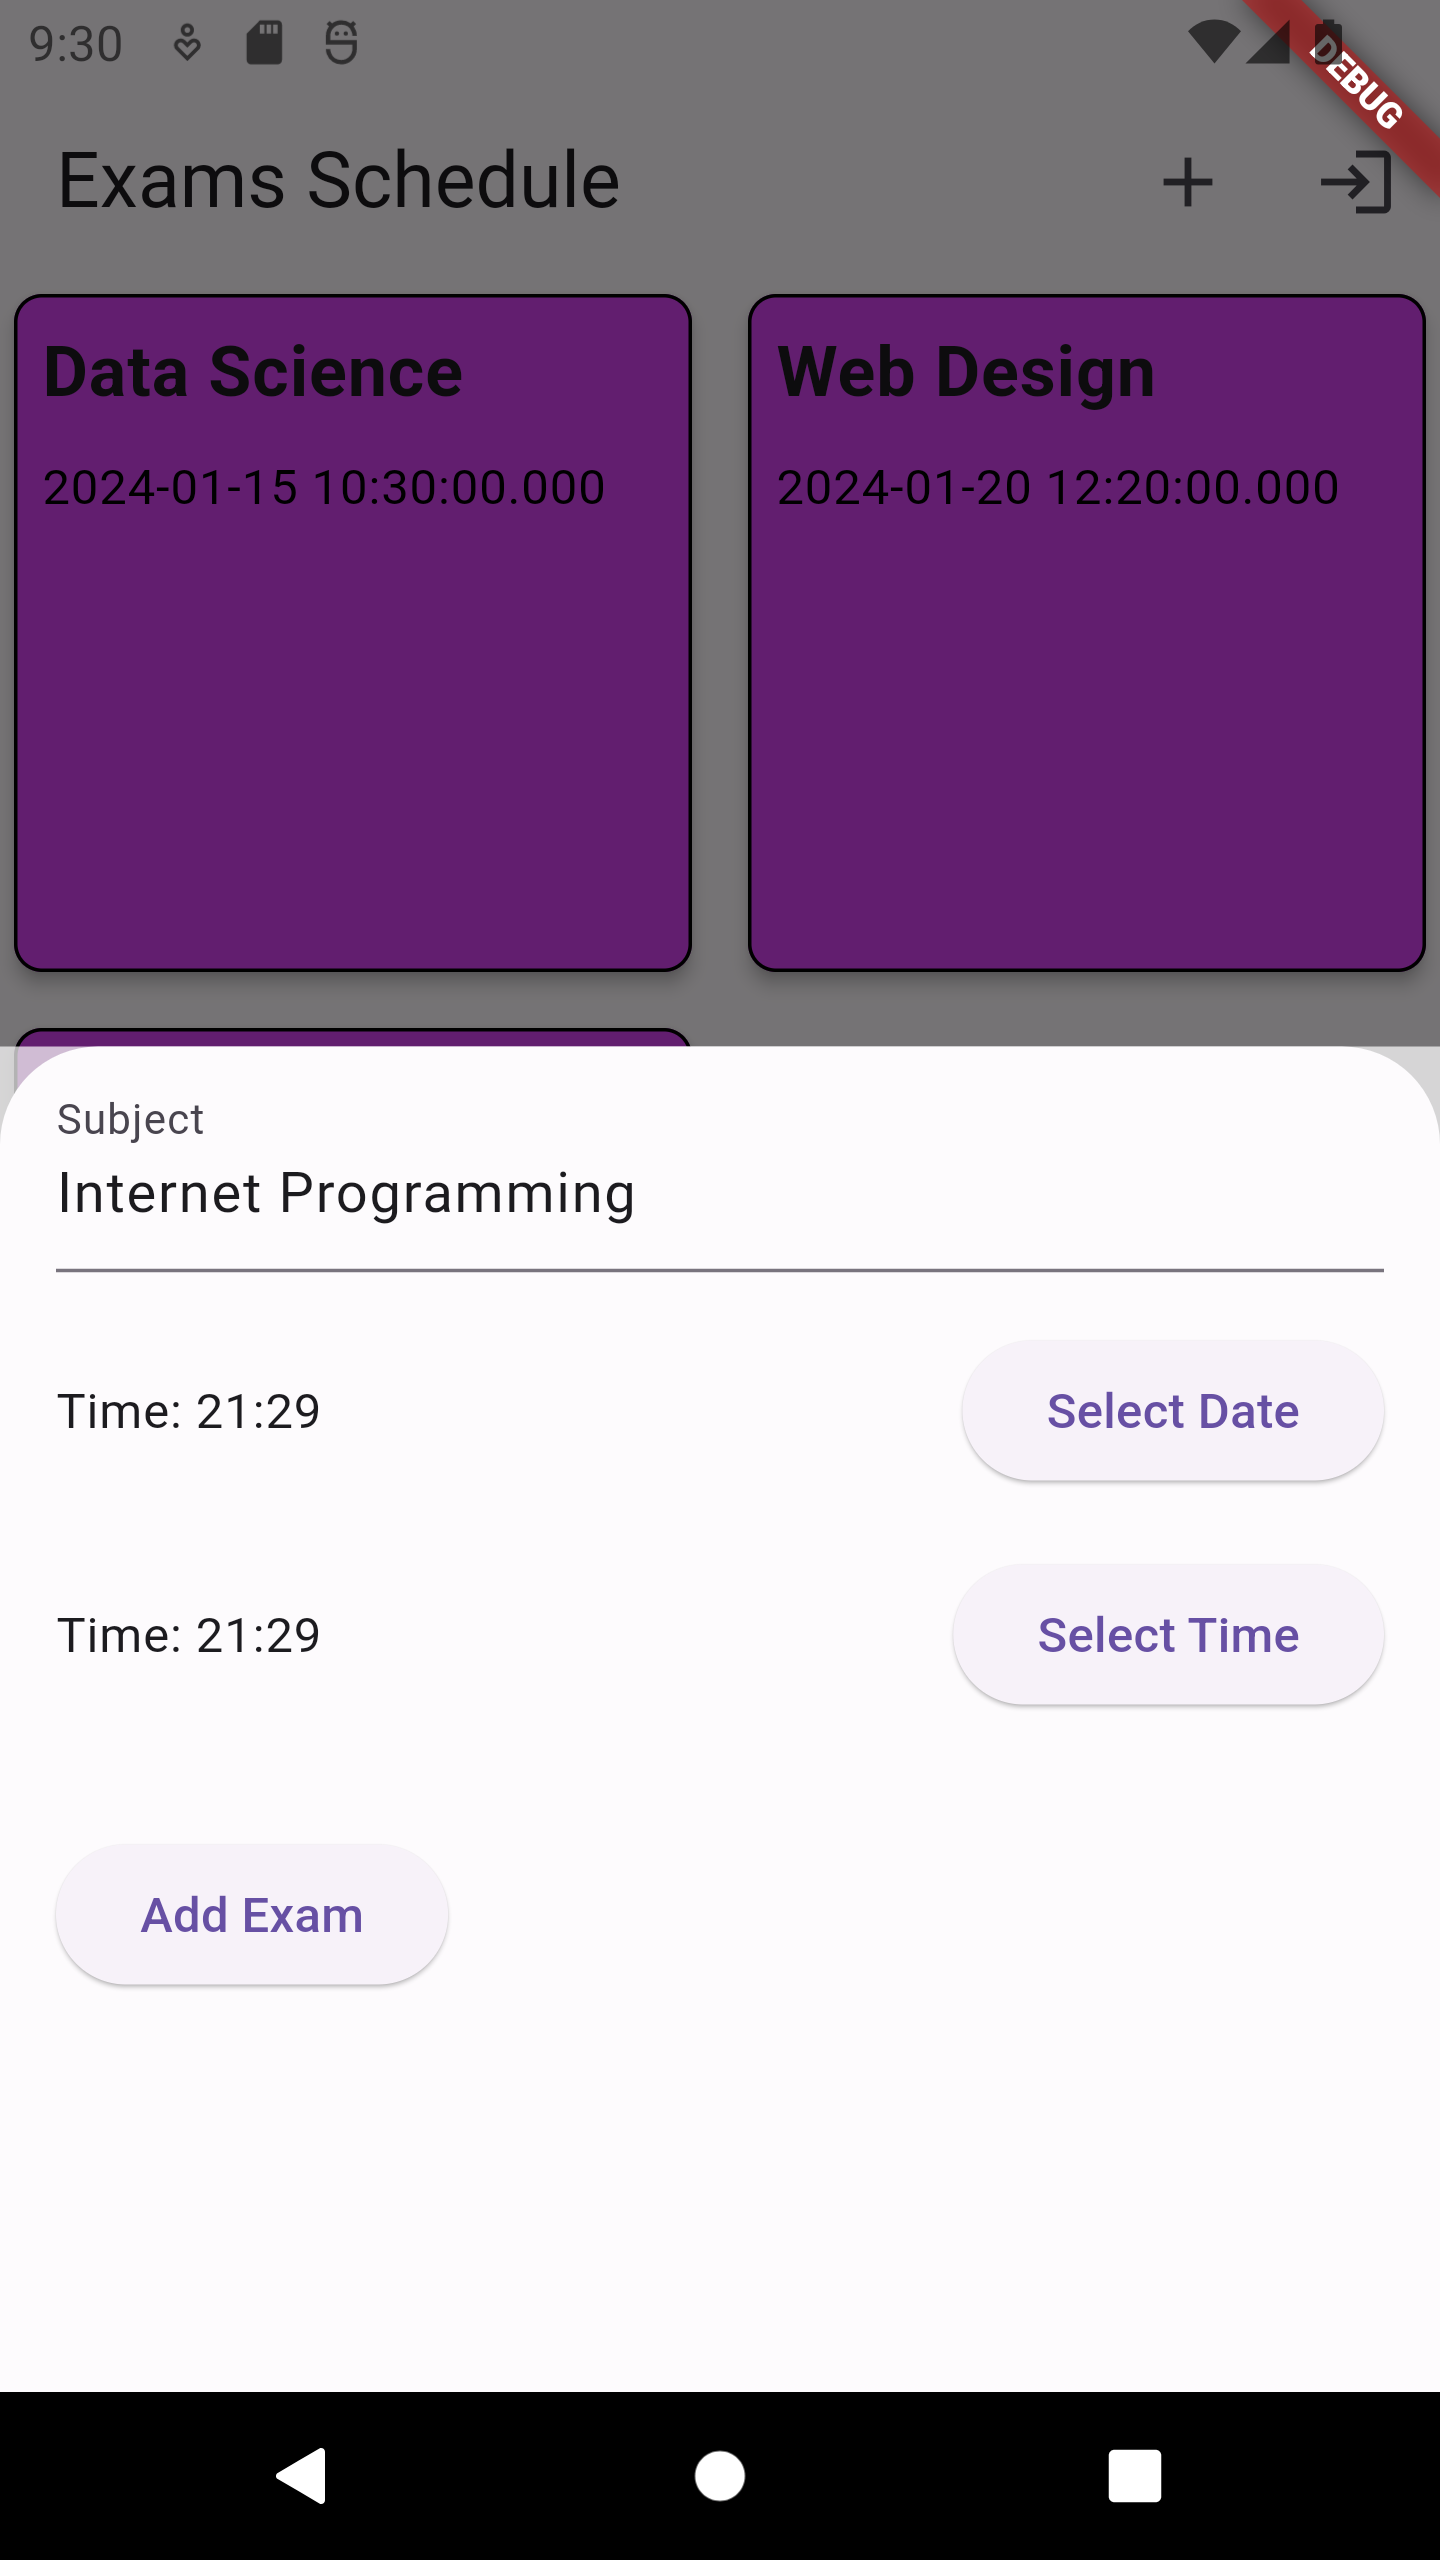 9:30
DEBUG
Exams Schedule
Data Science
2024-01-15 10:30:00.000
Web Design
2024-01-20 12:20:00.000
Subject
Internet Programming
Time: 21:29
Select Date
Time: 21:29
Select Time
Add Exam